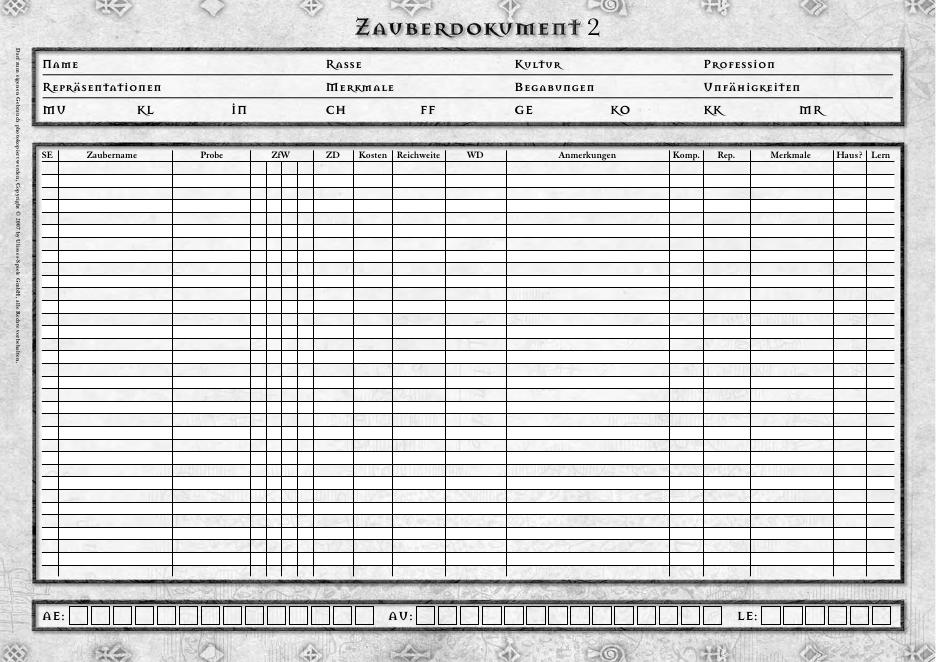 Zauberdokument 2
Name Rasse Kultur Profession
Repräsentationen Merkmale Begabungen Unfähigkeiten
MU KL IN CH FF GE KO KK MR
SE Zaubername Probe ZfW ZD Kosten Reichweite WD Anmerkungen Komp. Rep. Merkmale Haus? Lern
AE: AU: LE:
Darf zum eigenen Gebrauch photokopiert werden, Copyright © 2007 by Ulisses-Spiele GmbH, alle Rechte vorbehalten.